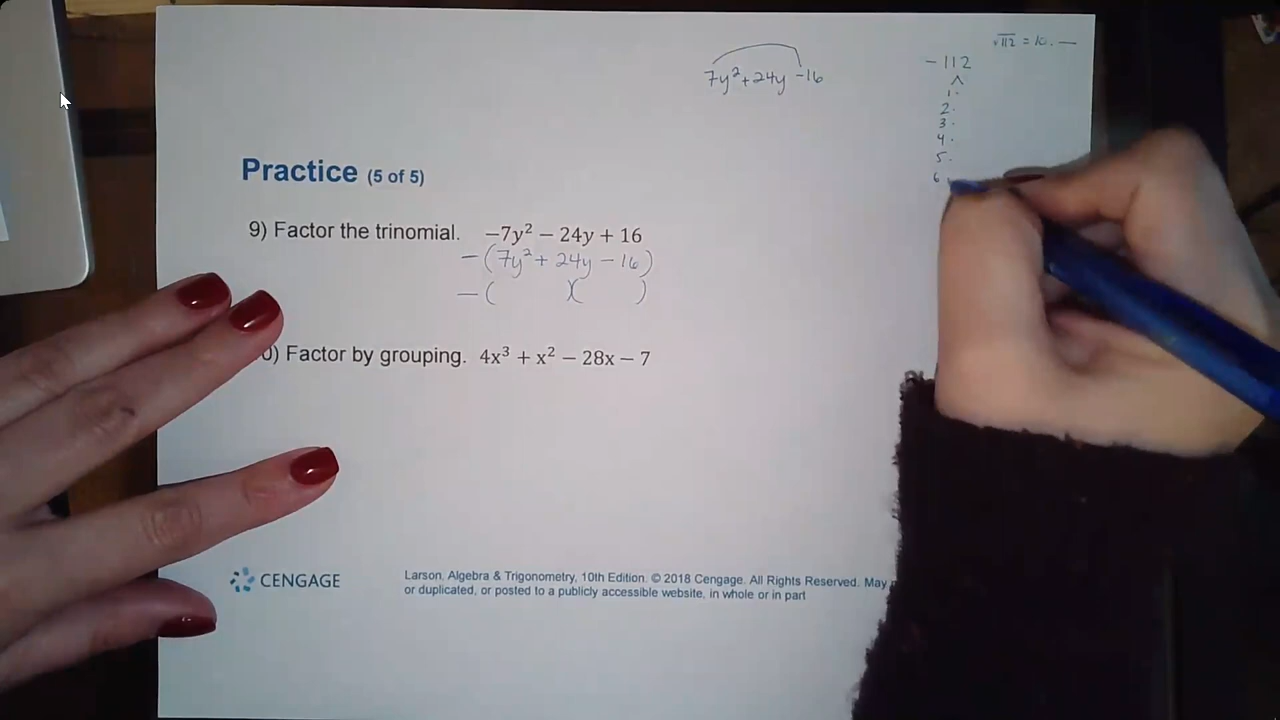 √112 = 10. —
7y² + 24y - 16
-112
1·
2·
3·
4·
5·
6
Practice (5 of 5)
9) Factor the trinomial. −7y² − 24y + 16
-(7y² + 24y - 16)
-( )( )
0) Factor by grouping. 4x³ + x² − 28x − 7
CENGAGE
Larson, Algebra & Trigonometry, 10th Edition. © 2018 Cengage. All Rights Reserved. May
or duplicated, or posted to a publicly accessible website, in whole or in part